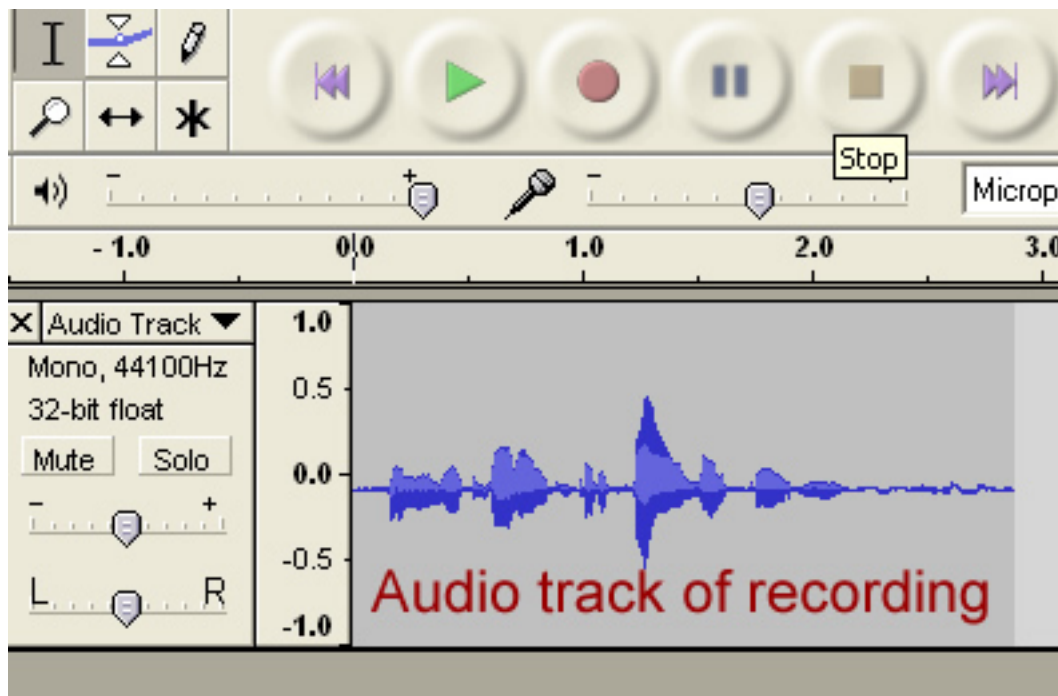 Stop
- + - Microp
- 1.0 0.0 1.0 2.0 3.0
Audio Track
Mono, 44100Hz
32-bit float
Mute Solo
- +
L R
1.0
0.5
0.0
-0.5
-1.0
Audio track of recording